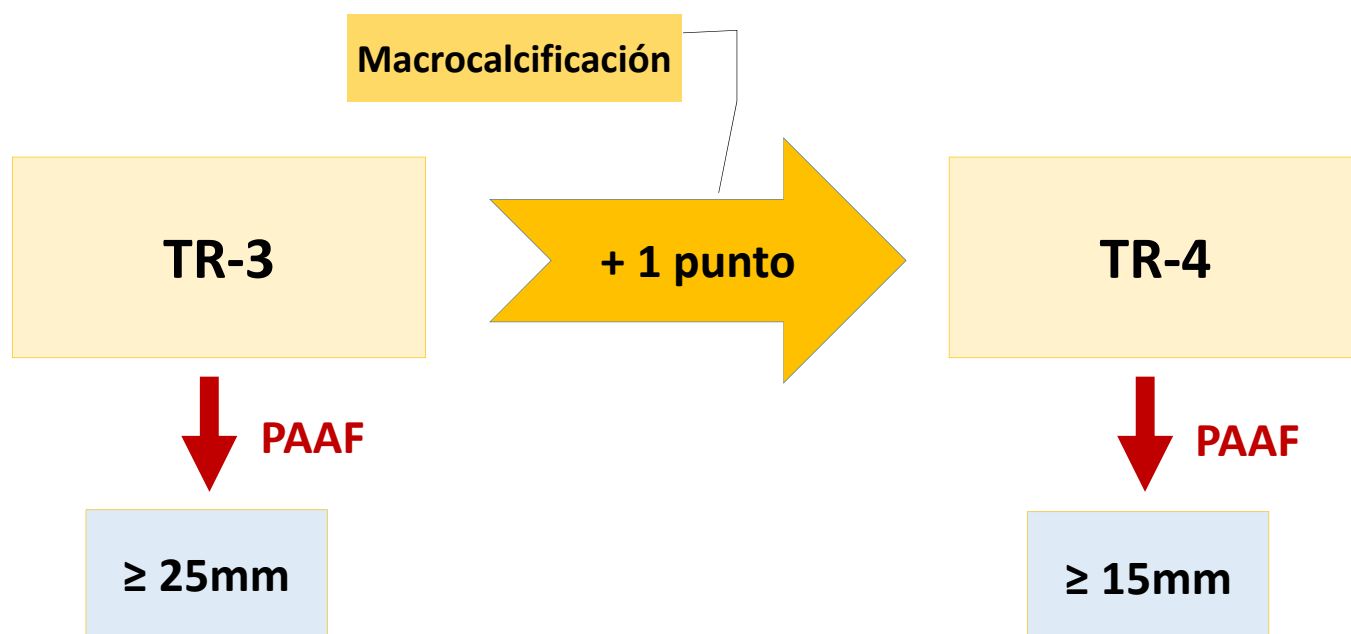 Macrocalcificación
TR-3
+ 1 punto
TR-4
PAAF
PAAF
≥ 25mm
≥ 15mm